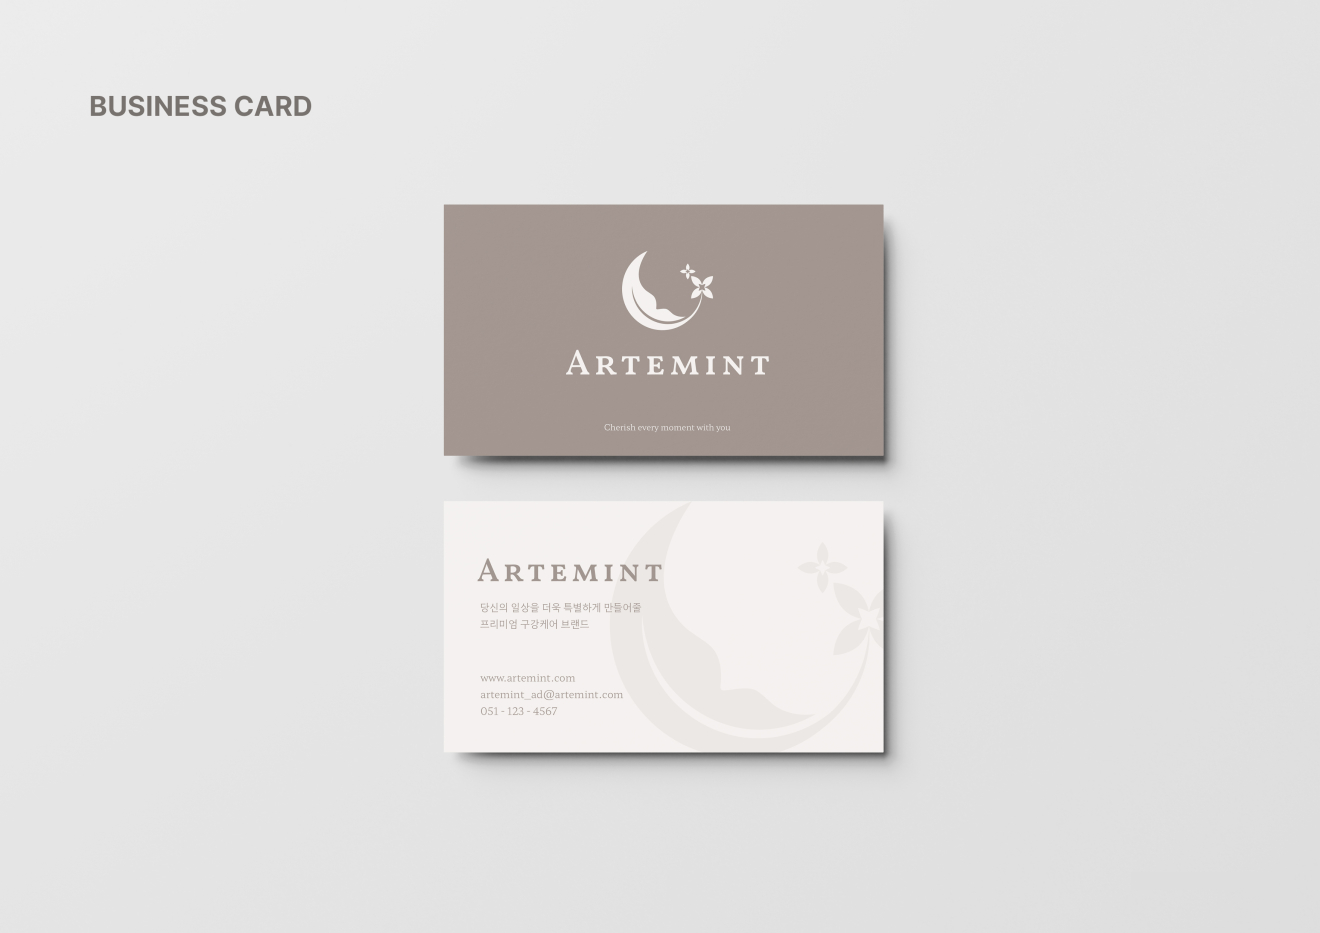 BUSINESS CARD
ARTEMINT
Cherish every moment with you
ARTEMINT
당신의 일상을 더욱 특별하게 만들어줄
프리미엄 구강케어 브랜드
www.artemint.com
artemint_ad@artemint.com
051 - 123 - 4567